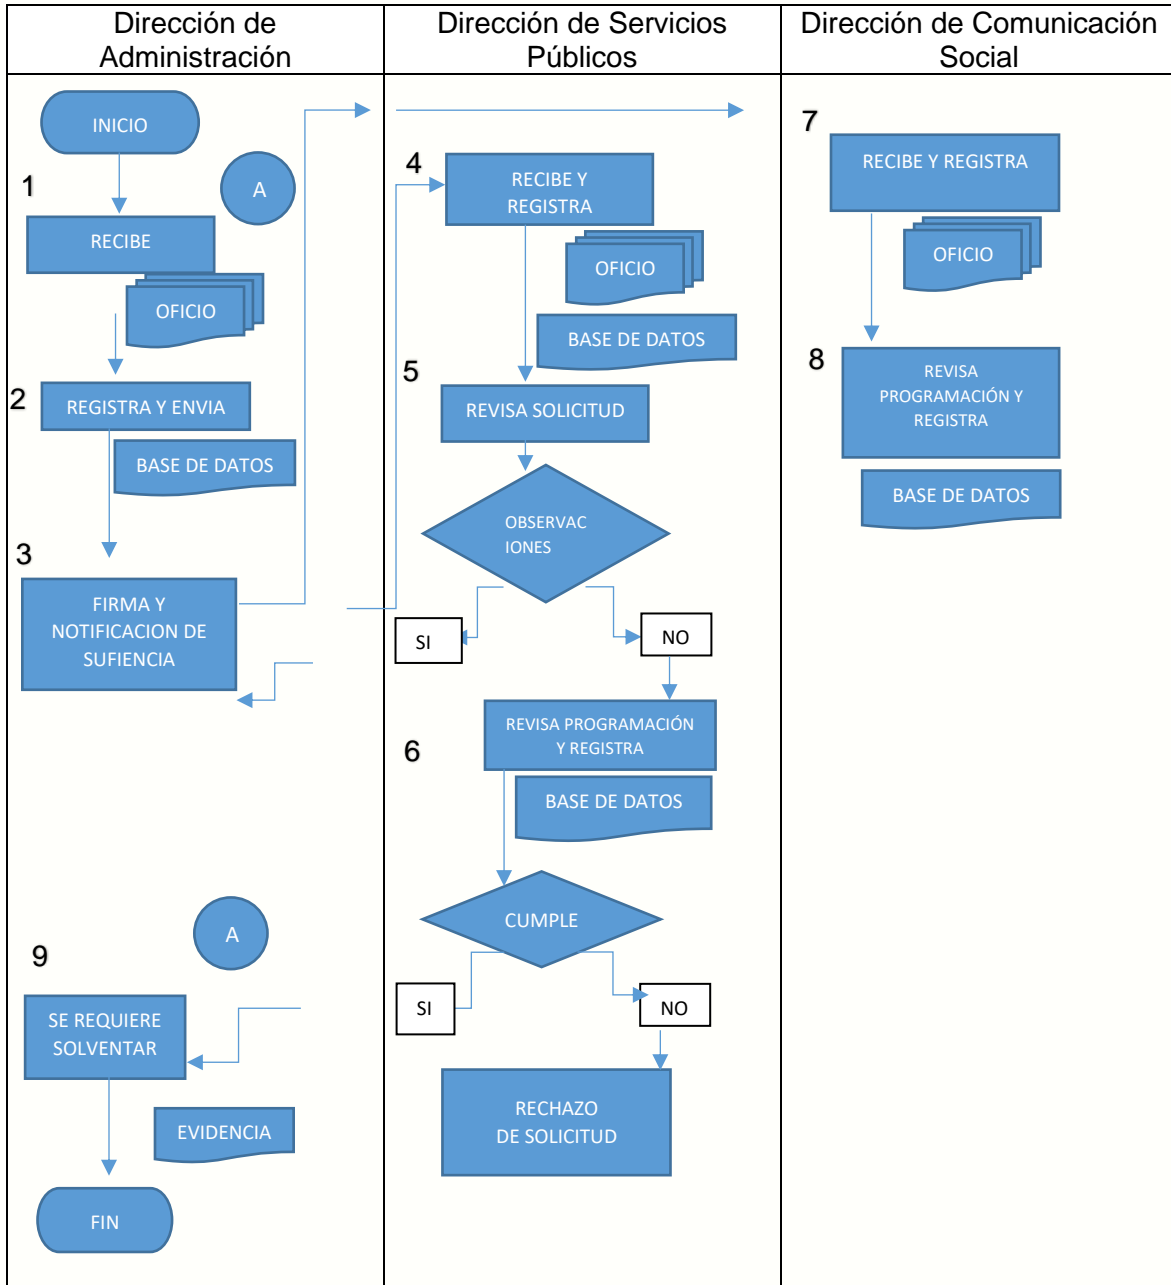 Dirección de
Administración
Dirección de Servicios
Públicos
Dirección de Comunicación
Social
INICIO
A
1
RECIBE
OFICIO
2
REGISTRA Y ENVIA
BASE DE DATOS
3
FIRMA Y
NOTIFICACION DE
SUFIENCIA
A
9
SE REQUIERE
SOLVENTAR
EVIDENCIA
FIN
4
RECIBE Y
REGISTRA
OFICIO
BASE DE DATOS
5
REVISA SOLICITUD
OBSERVAC
IONES
SI
NO
REVISA PROGRAMACIÓN
Y REGISTRA
6
BASE DE DATOS
CUMPLE
SI
NO
RECHAZO
DE SOLICITUD
7
RECIBE Y REGISTRA
OFICIO
8
REVISA
PROGRAMACIÓN Y
REGISTRA
BASE DE DATOS